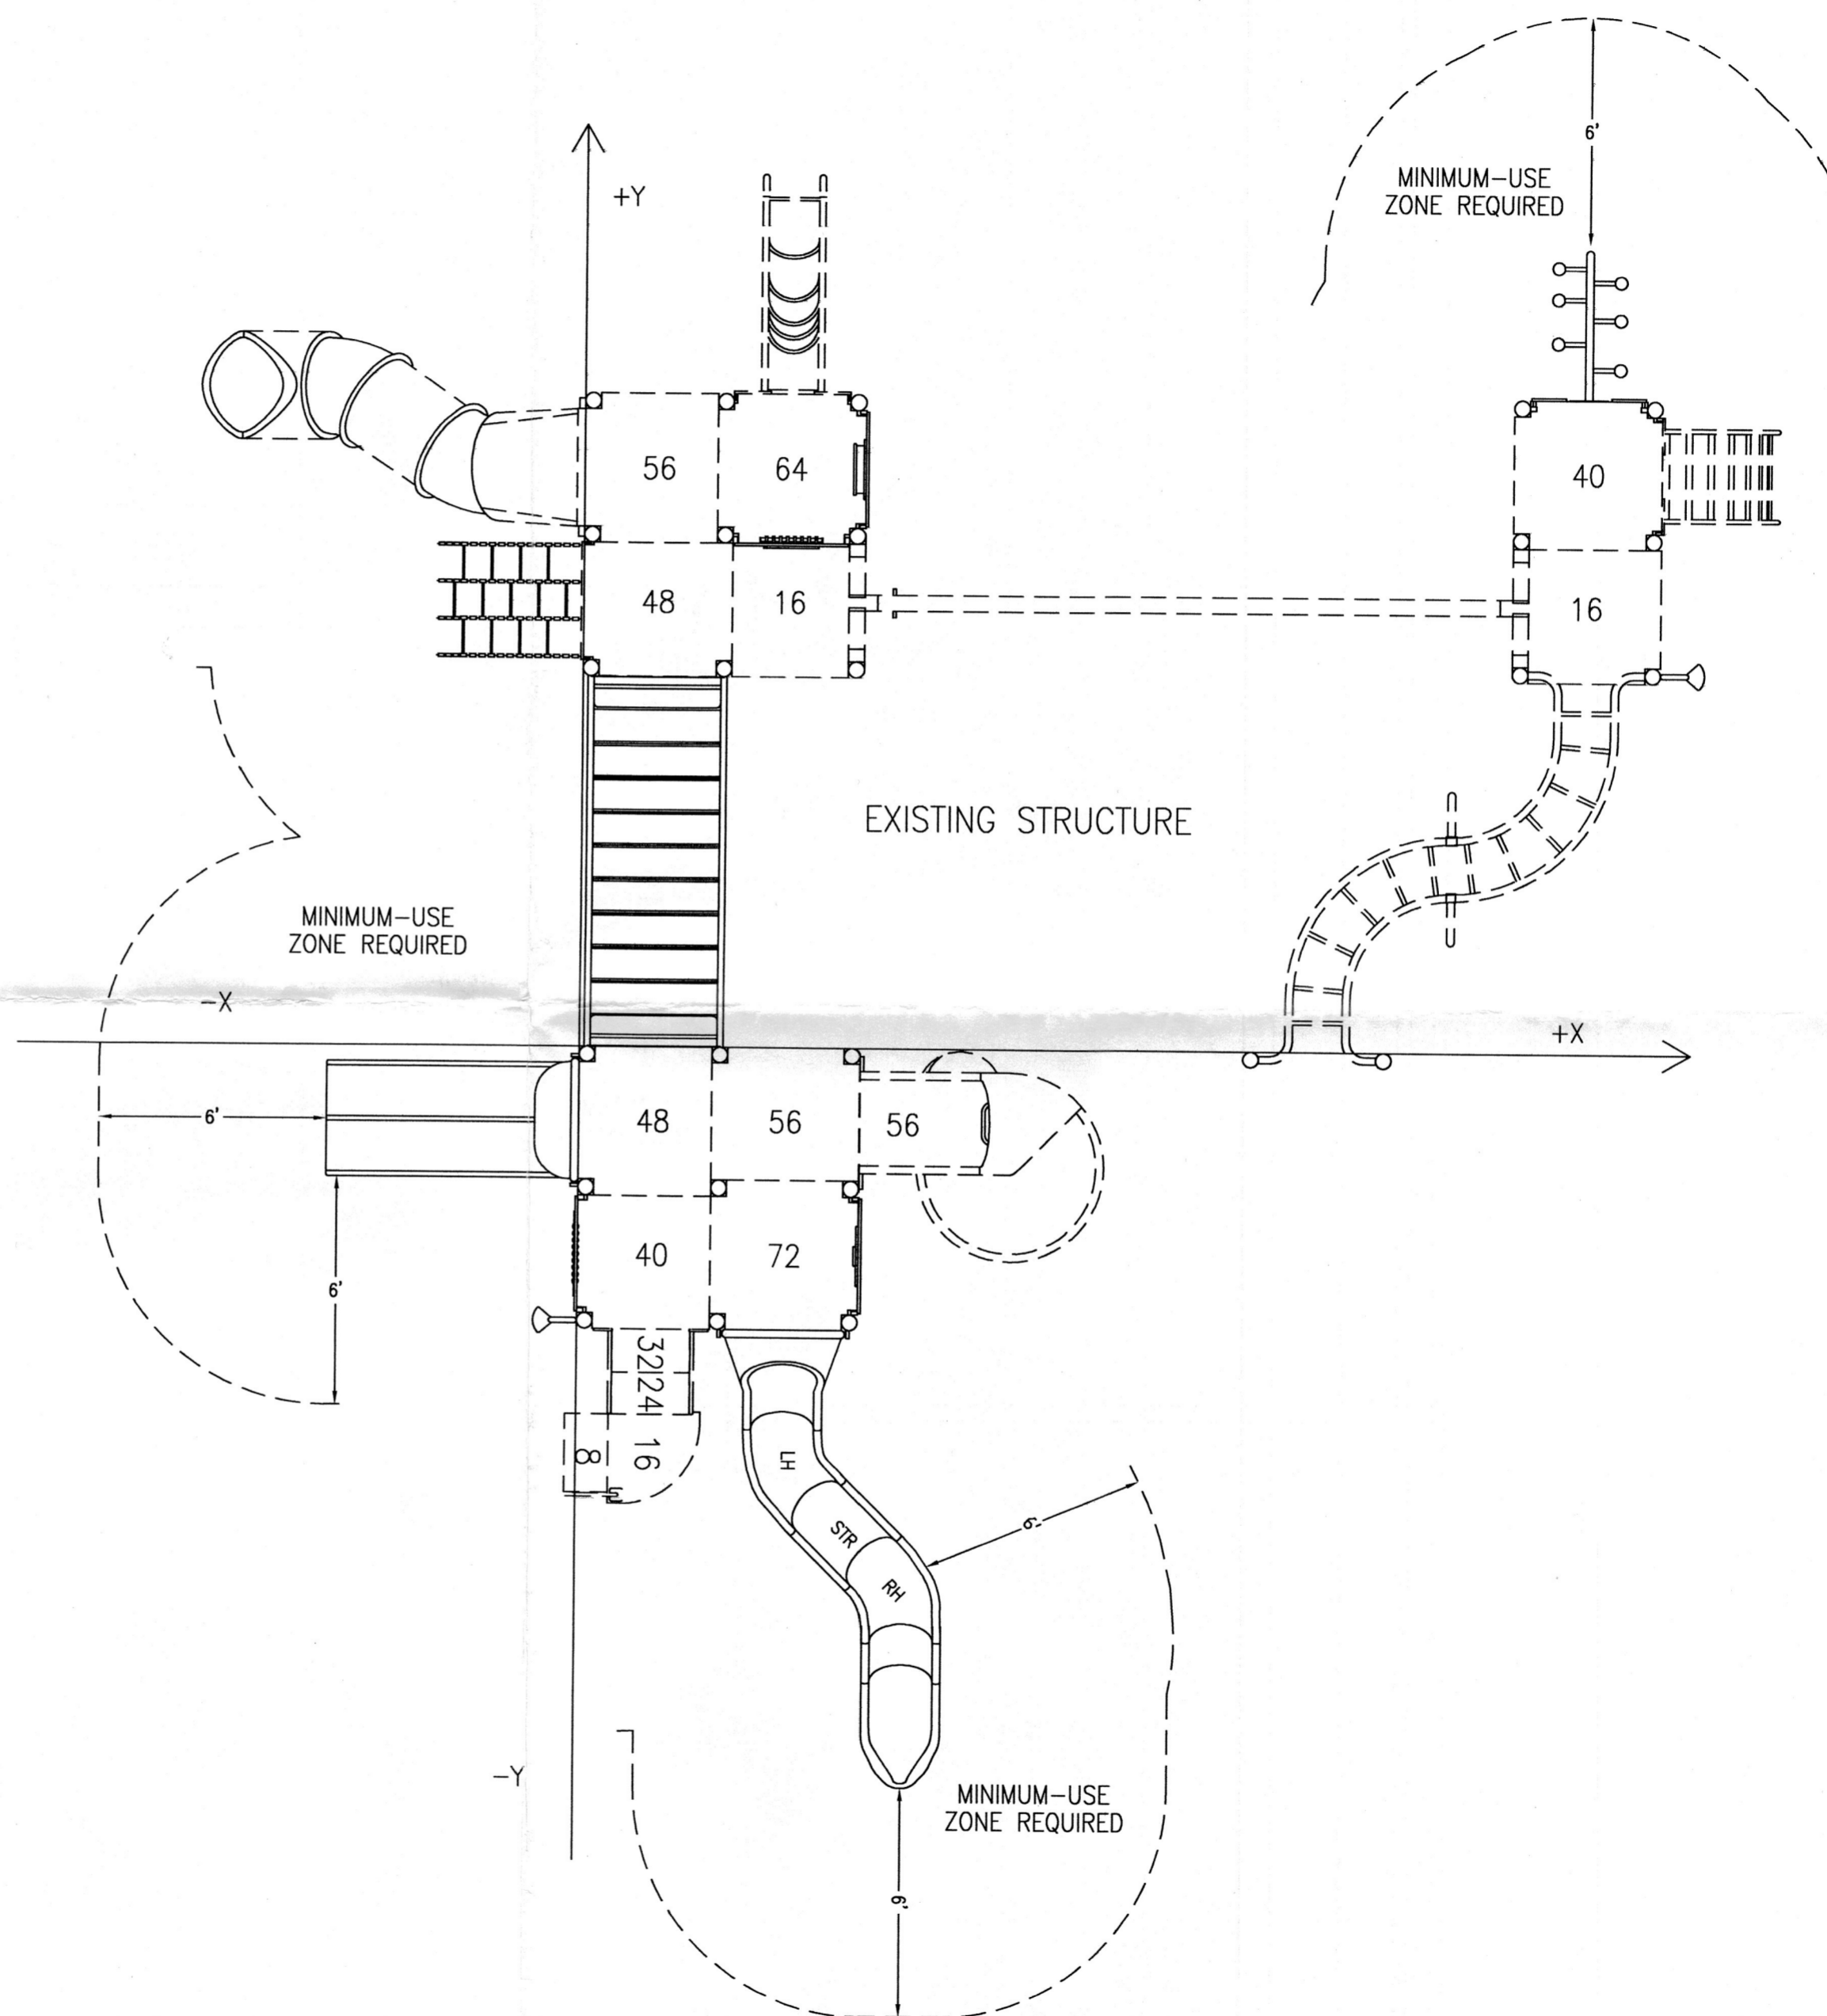 6'
MINIMUM-USE
ZONE REQUIRED
+Y
56
64
40
48
16
16
EXISTING STRUCTURE
MINIMUM-USE
ZONE REQUIRED
-X
+X
6'
48
56
56
6'
40
72
32
24
16
8
LH
STR
RH
6'
-Y
MINIMUM-USE
ZONE REQUIRED
6'